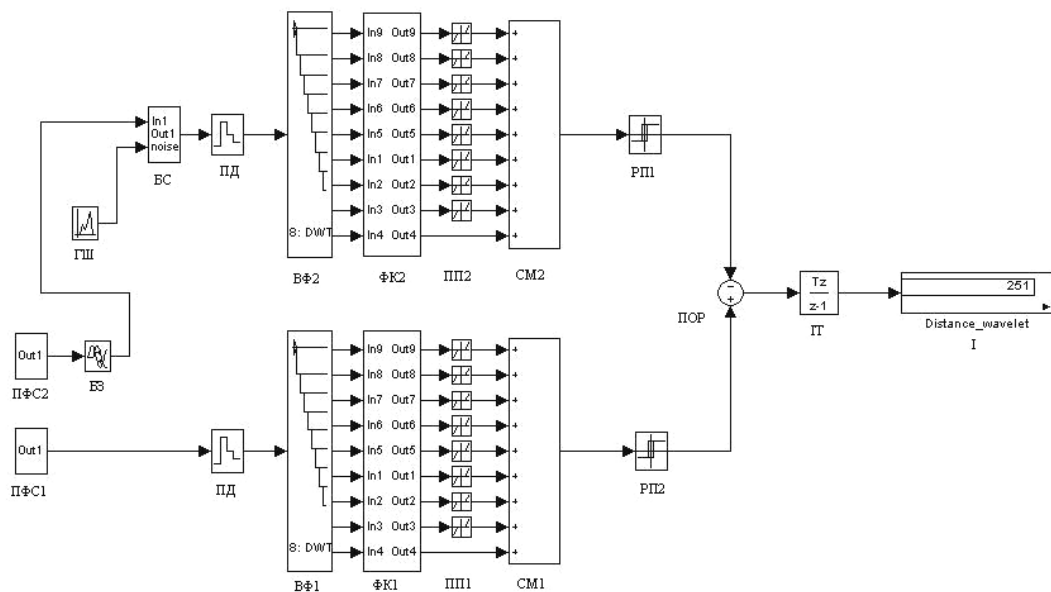 In1
Out1
noise
БС
ПД
ГШ
8: DWT
ВФ2
In9 Out9
In8 Out8
In7 Out7
In6 Out6
In5 Out5
In1 Out1
In2 Out2
In3 Out3
In4 Out4
ФК2
ПП2
+
+
+
+
+
+
+
+
+
СМ2
РП1
−
+
ПОР
Tz
z-1
ІТ
251
Distance_wavelet
I
Out1
ПФС2
БЗ
Out1
ПФС1
ПД
8: DWT
ВФ1
In9 Out9
In8 Out8
In7 Out7
In6 Out6
In5 Out5
In1 Out1
In2 Out2
In3 Out3
In4 Out4
ФК1
ПП1
+
+
+
+
+
+
+
+
+
СМ1
РП2